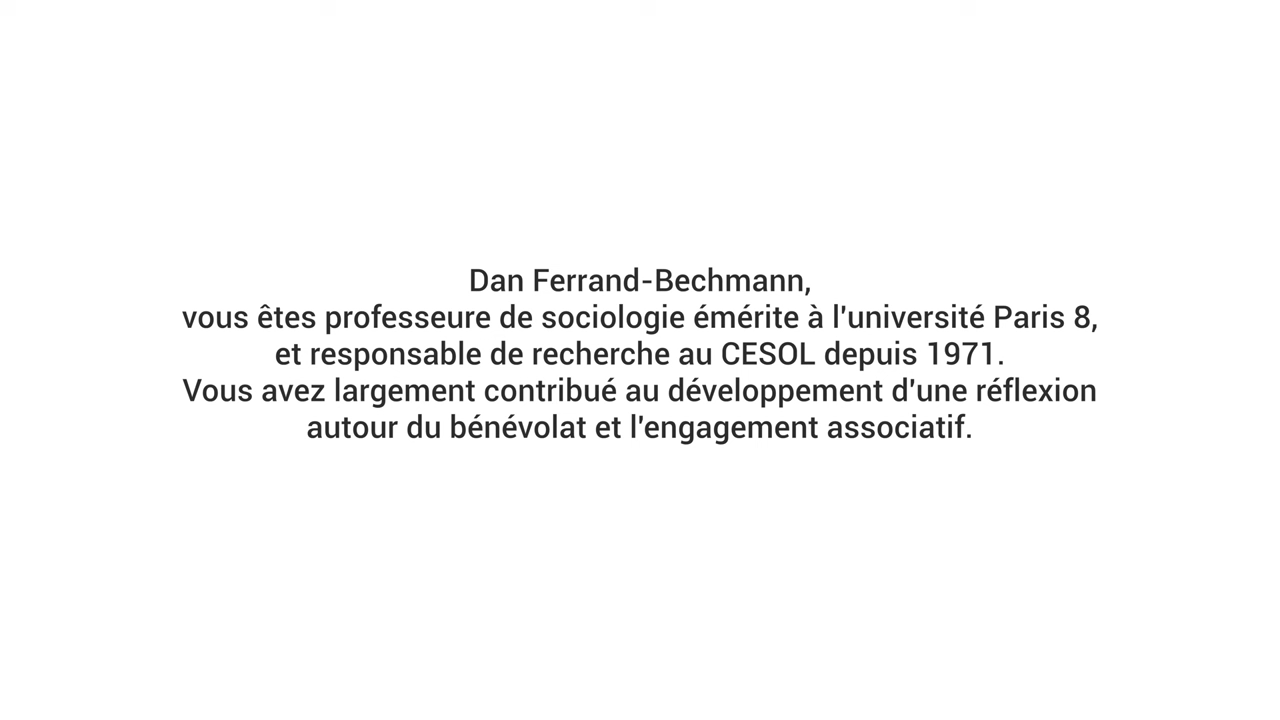 Dan Ferrand-Bechmann,
vous êtes professeure de sociologie émérite à l'université Paris 8,
et responsable de recherche au CESOL depuis 1971.
Vous avez largement contribué au développement d'une réflexion
autour du bénévolat et l'engagement associatif.